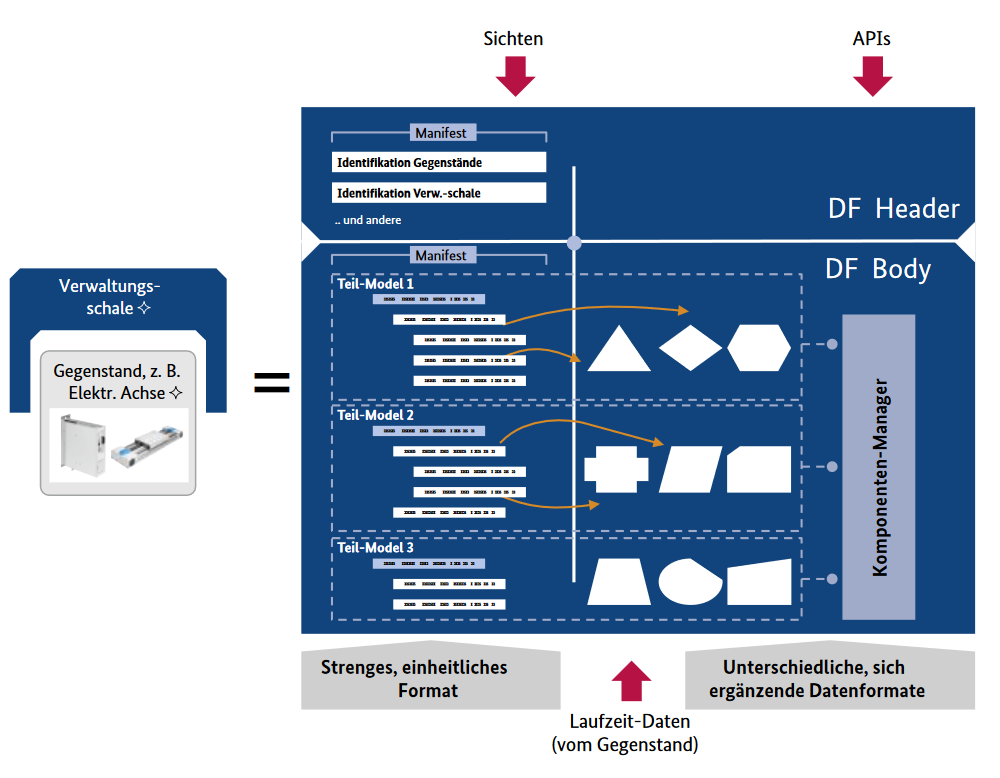 Sichten
APIs
Manifest
Identifikation Gegenstände
Identifikation Verw.-schale
.. und andere
DF Header
Manifest
DF Body
Teil-Model 1
Teil-Model 2
Teil-Model 3
Komponenten-Manager
Verwaltungs-
schale
Gegenstand, z. B.
Elektr. Achse
=
Strenges, einheitliches
Format
Unterschiedliche, sich
ergänzende Datenformate
Laufzeit-Daten
(vom Gegenstand)